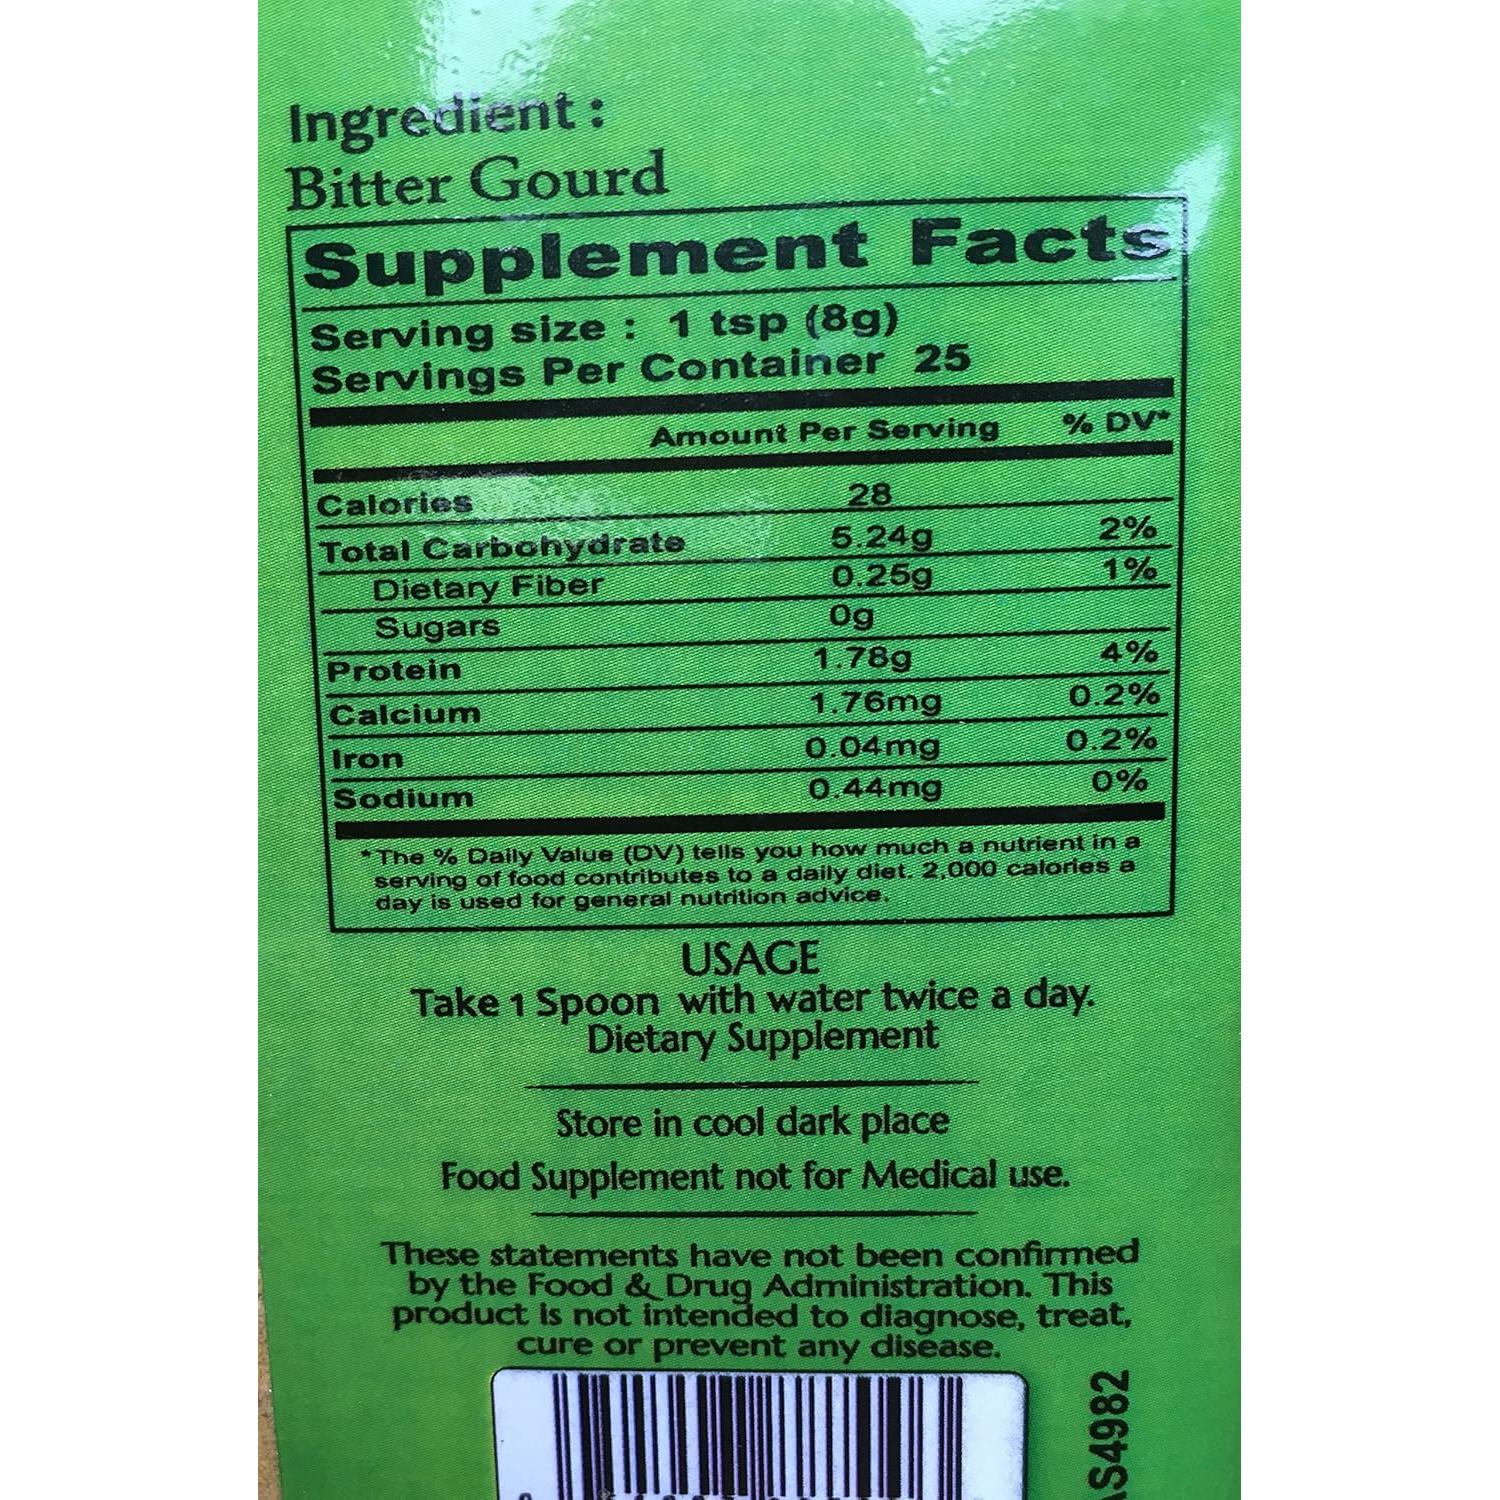 Ingredient :
Bitter Gourd
Supplement Facts
Serving size : 1 tsp (8g)
Servings Per Container 25
Amount Per Serving % DV*
Calories 28
Total Carbohydrate 5.24g 2%
Dietary Fiber 0.25g 1%
Sugars 0g
Protein 1.78g 4%
Calcium 1.76mg 0.2%
Iron 0.04mg 0.2%
Sodium 0.44mg 0%
*The % Daily Value (DV) tells you how much a nutrient in a
serving of food contributes to a daily diet. 2,000 calories a
day is used for general nutrition advice.
USAGE
Take 1 Spoon with water twice a day.
Dietary Supplement
Store in cool dark place
Food Supplement not for Medical use.
These statements have not been confirmed
by the Food & Drug Administration. This
product is not intended to diagnose, treat,
cure or prevent any disease.
AS4982